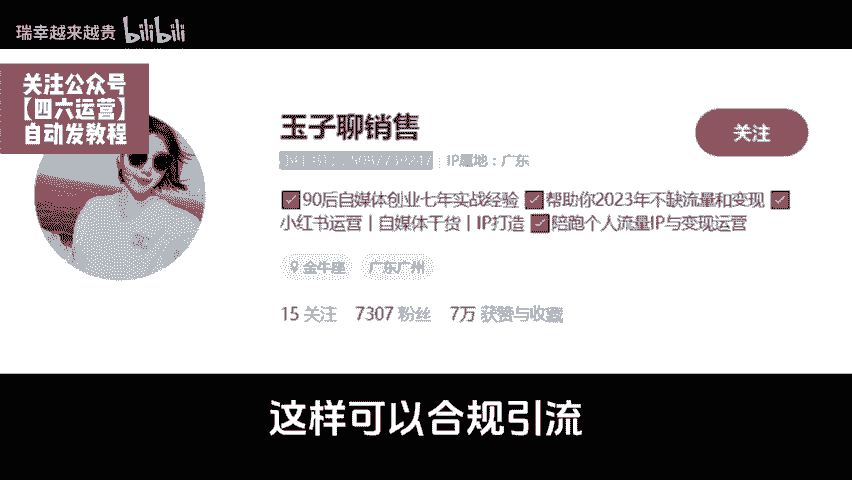 瑞幸越来越贵 bilibili
关注公众号
【四六运营】
自动发教程
玉子聊销售
关注
IP属地：广东
✓90后自媒体创业七年实战经验 ✓帮助你2023年不缺流量和变现 ✓
小红书运营丨自媒体干货丨IP打造 ✓陪跑个人流量IP与变现运营
金牛座 广东广州
15 关注 7307 粉丝 7万 获赞与收藏
这样可以合规引流